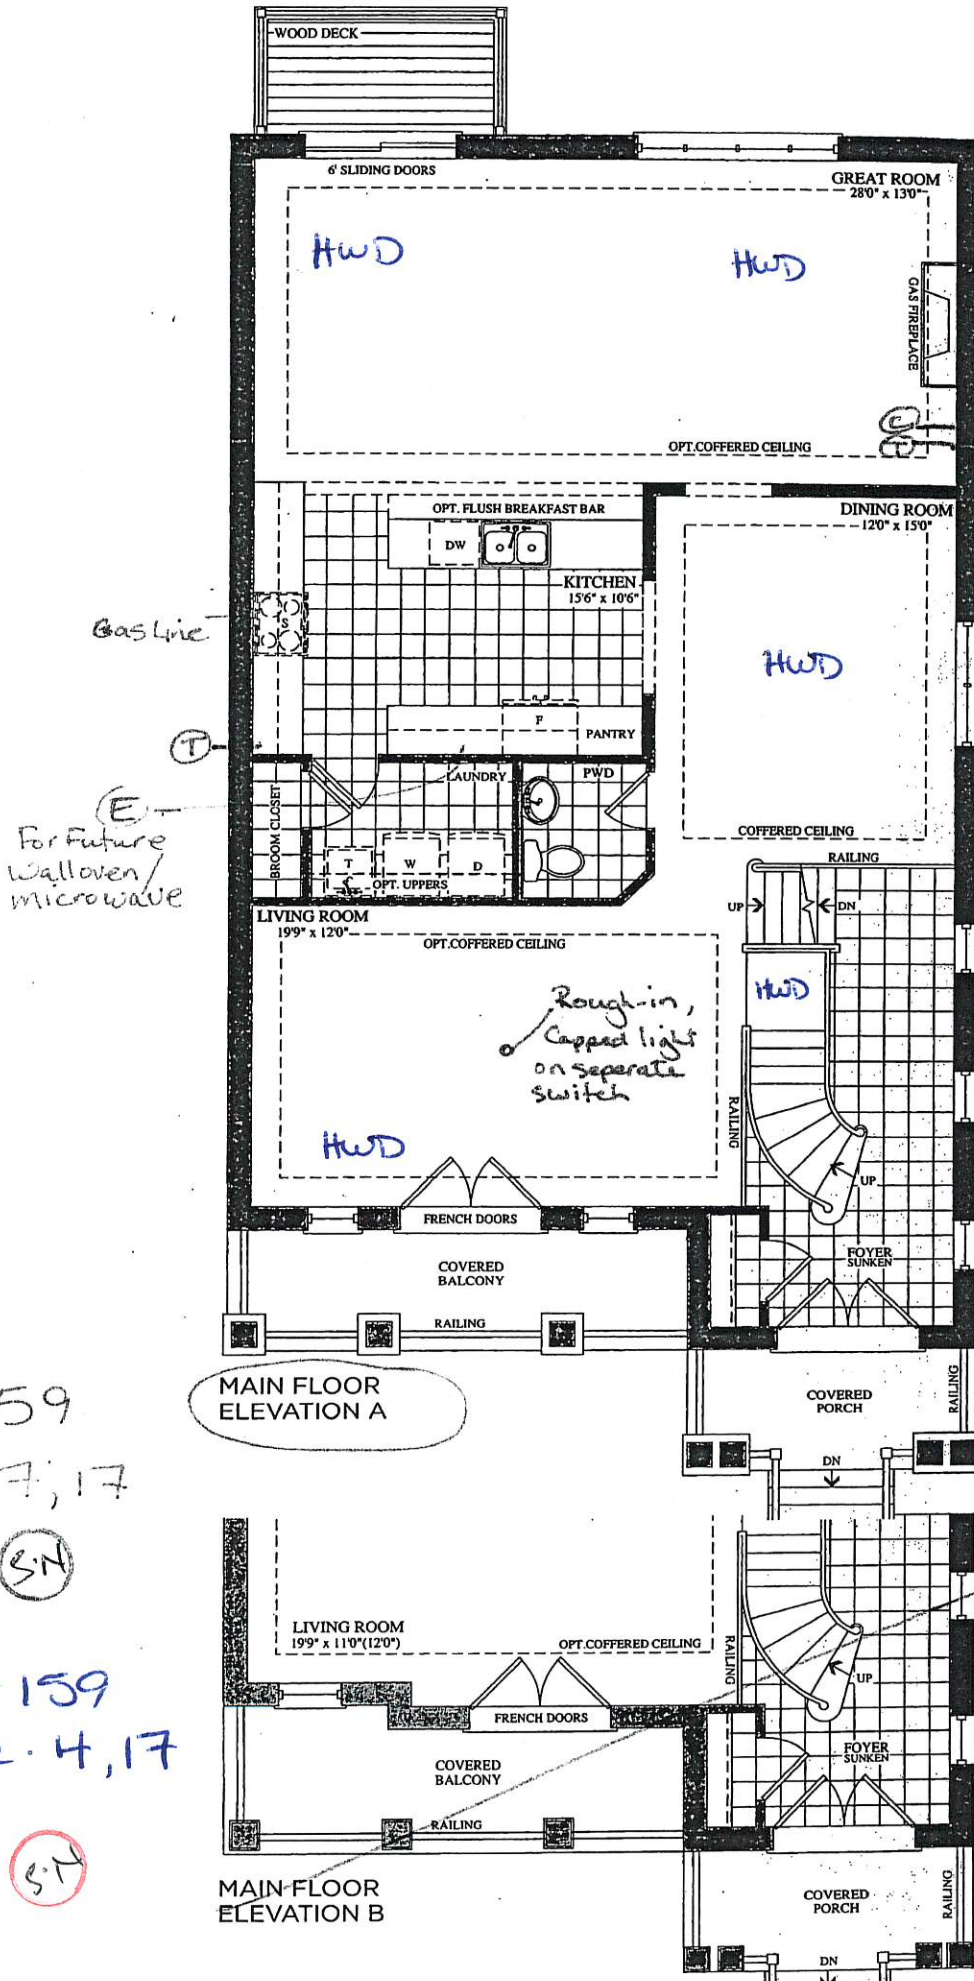 WOOD DECK
6' SLIDING DOORS
GREAT ROOM
28'0" x 13'0"
HWD
HWD
GAS FIREPLACE
OPT.COFFERED CEILING
OPT. FLUSH BREAKFAST BAR
DINING ROOM
12'0" x 15'0"
DW
KITCHEN
15'6" x 10'6"
S
Gas Line
HWD
F
PANTRY
T
LAUNDRY
PWD
E
For Future
Walloven/
microwave
BROOM CLOSET
COFFERED CEILING
T
W
D
OPT. UPPERS
RAILING
UP
DN
LIVING ROOM
19'9" x 12'0"
OPT.COFFERED CEILING
HWD
Rough-in,
Capped light
on seperate
switch
RAILING
HWD
UP
FRENCH DOORS
FOYER
SUNKEN
COVERED
BALCONY
RAILING
MAIN FLOOR
ELEVATION A
COVERED
PORCH
RAILING
DN
59
7,17
S.N
LIVING ROOM
19'9" x 11'0"(12'0")
OPT.COFFERED CEILING
RAILING
UP
159
4,17
FRENCH DOORS
FOYER
SUNKEN
COVERED
BALCONY
RAILING
S.N
MAIN FLOOR
ELEVATION B
COVERED
PORCH
RAILING
DN